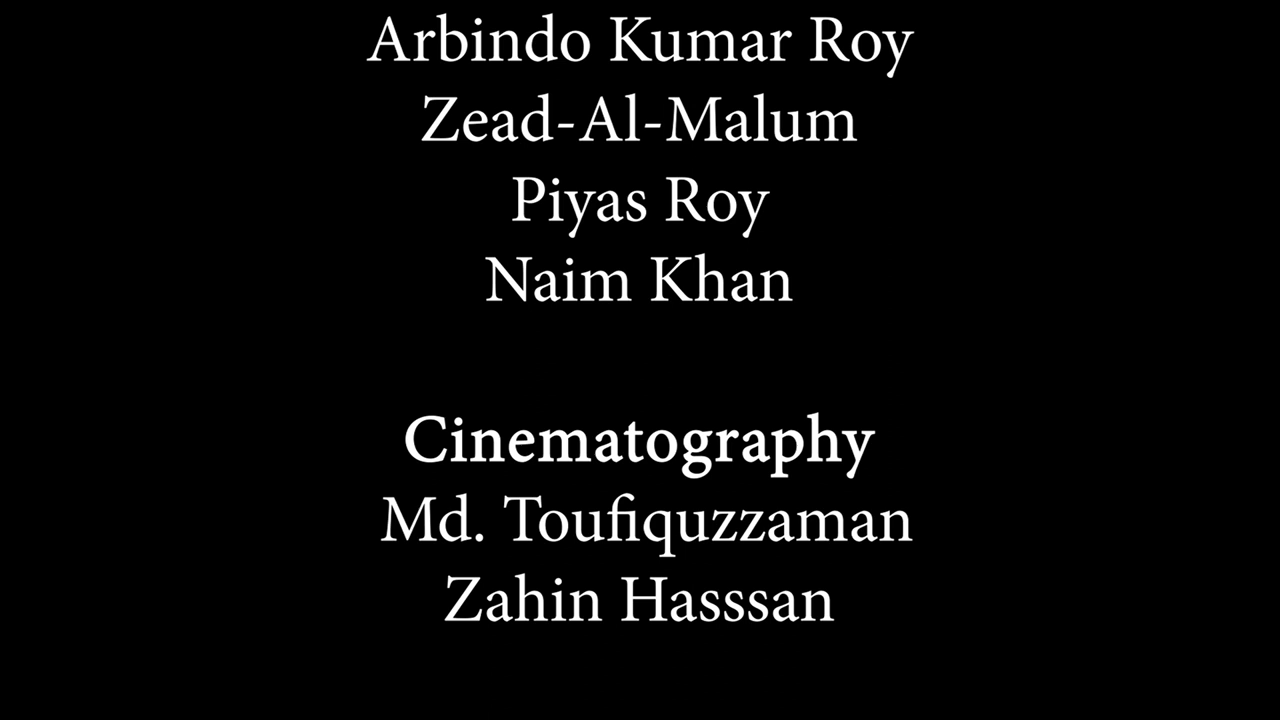 Arbindo Kumar Roy
Zead-Al-Malum
Piyas Roy
Naim Khan
Cinematography
Md. Toufiquzzaman
Zahin Hasssan